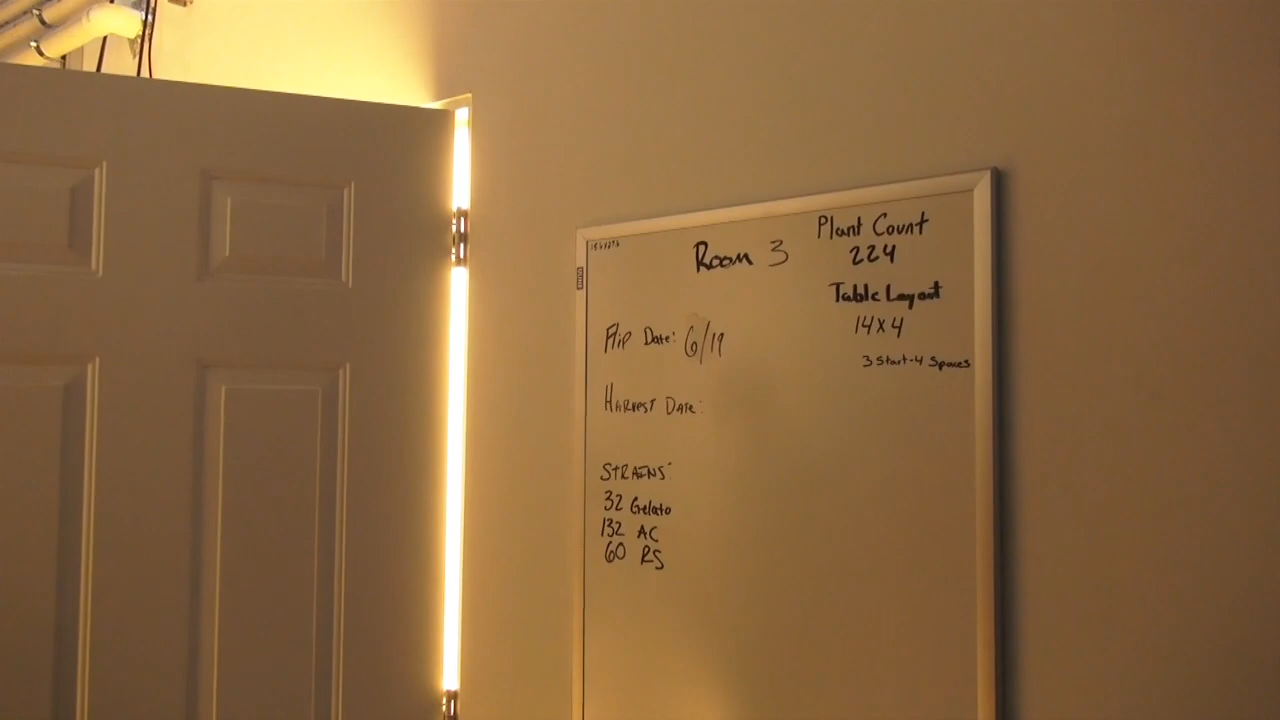 Room 3
Plant Count
224
Table Layout
14x4
3 Start-4 Spaces
Flip Date: 6/19
Harvest Date:
STRAINS:
32 Gelato
132 AC
60 RS